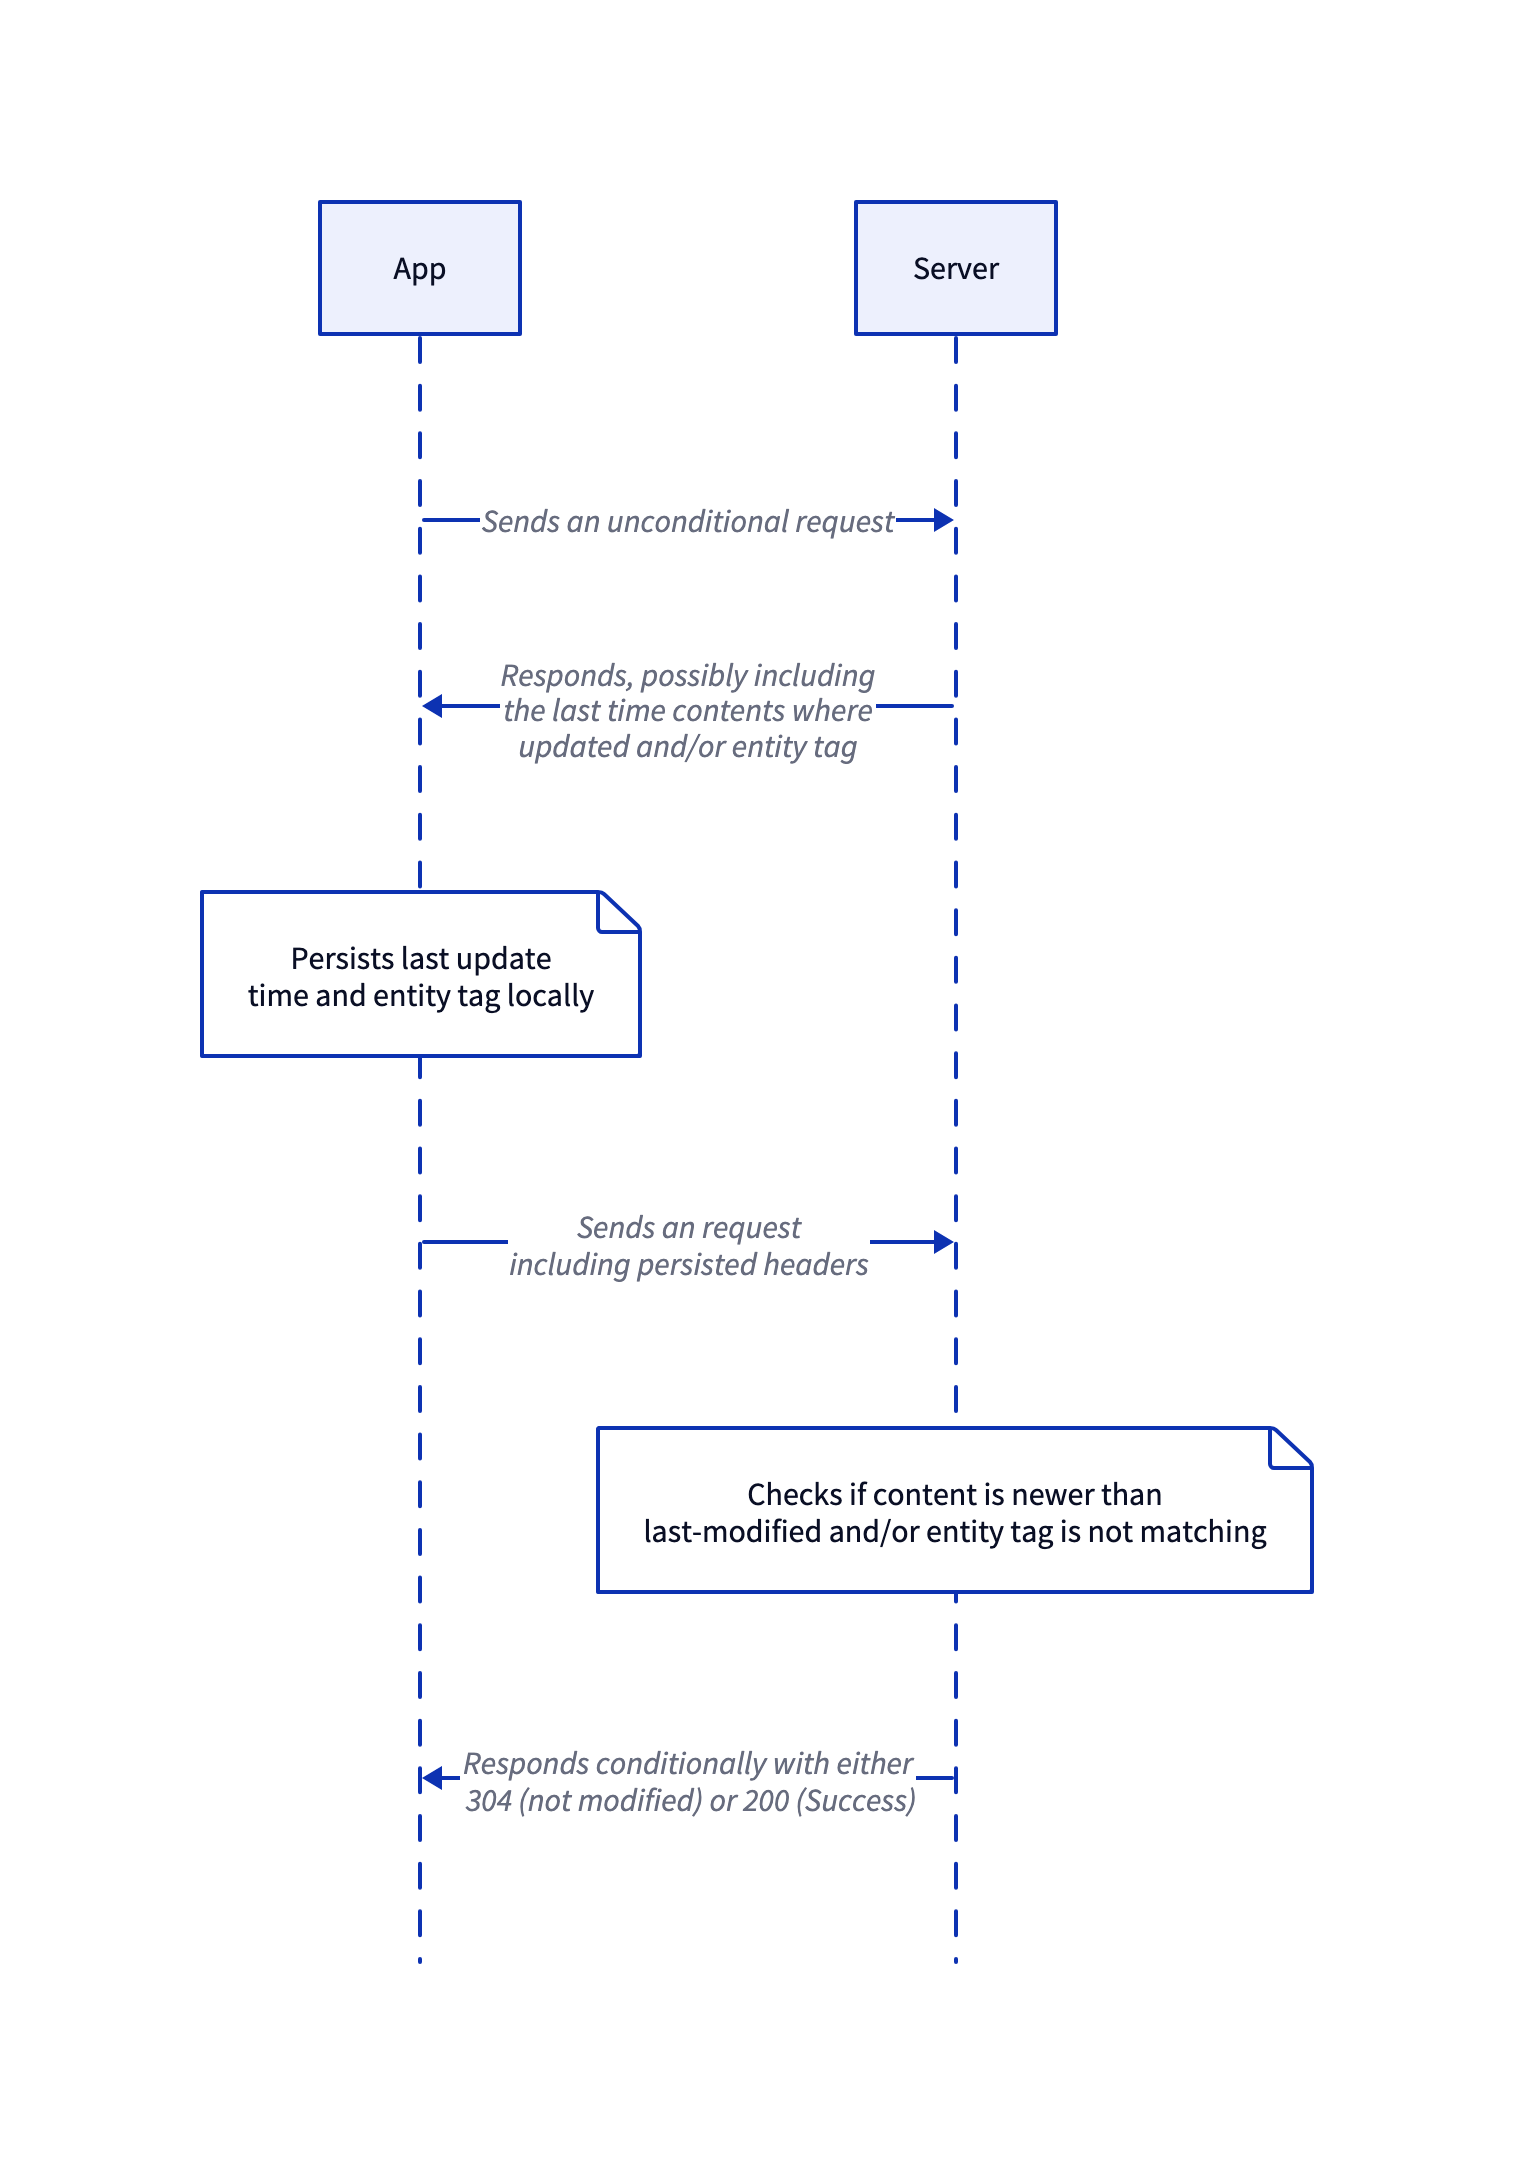 App
Server
Sends an unconditional request
Responds, possibly including
the last time contents where
updated and/or entity tag
Persists last update
time and entity tag locally
Sends an request
including persisted headers
Checks if content is newer than
last-modified and/or entity tag is not matching
Responds conditionally with either
304 (not modified) or 200 (Success)